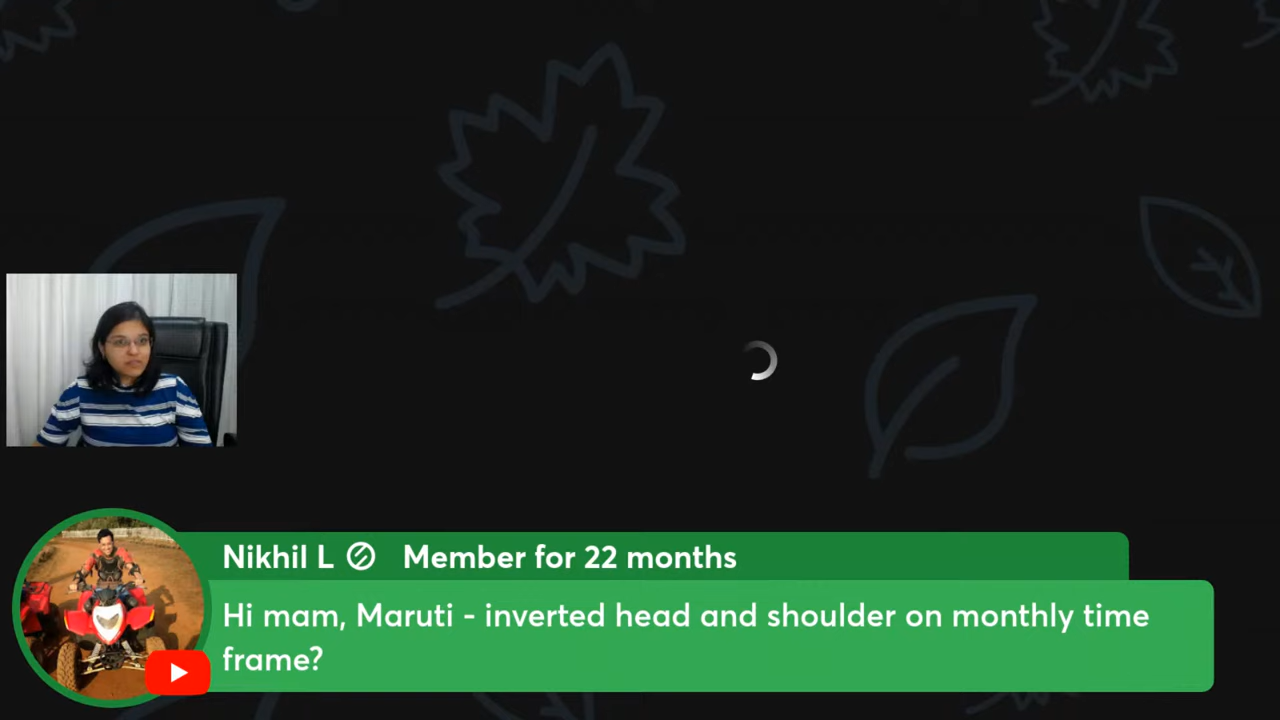 Nikhil L Member for 22 months
Hi mam, Maruti - inverted head and shoulder on monthly time
frame?